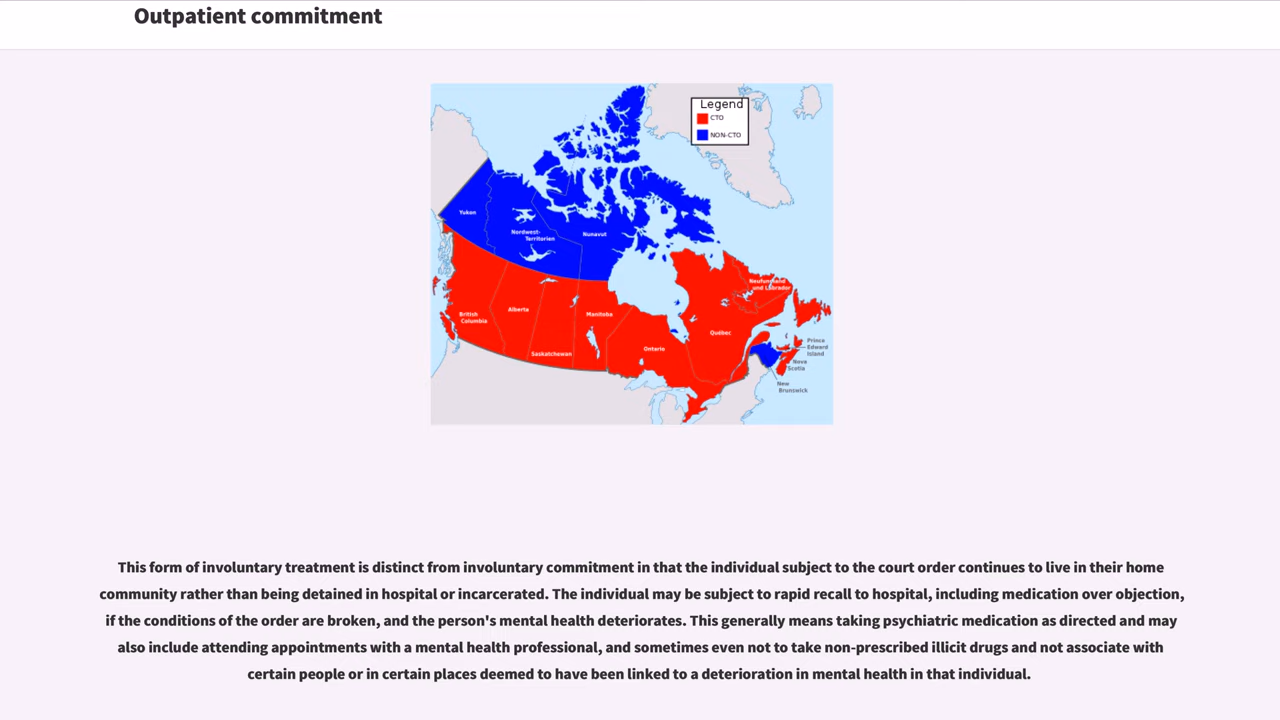 Outpatient commitment
Legend
CTO
NON-CTO
Yukon
Nordwest-
Territorien
Nunavut
Neufundland
und Labrador
British
Columbia
Alberta
Manitoba
Saskatchewan
Ontario
Québec
Prince
Edward
Island
Nova
Scotia
New
Brunswick
This form of involuntary treatment is distinct from involuntary commitment in that the individual subject to the court order continues to live in their home
community rather than being detained in hospital or incarcerated. The individual may be subject to rapid recall to hospital, including medication over objection,
if the conditions of the order are broken, and the person's mental health deteriorates. This generally means taking psychiatric medication as directed and may
also include attending appointments with a mental health professional, and sometimes even not to take non-prescribed illicit drugs and not associate with
certain people or in certain places deemed to have been linked to a deterioration in mental health in that individual.